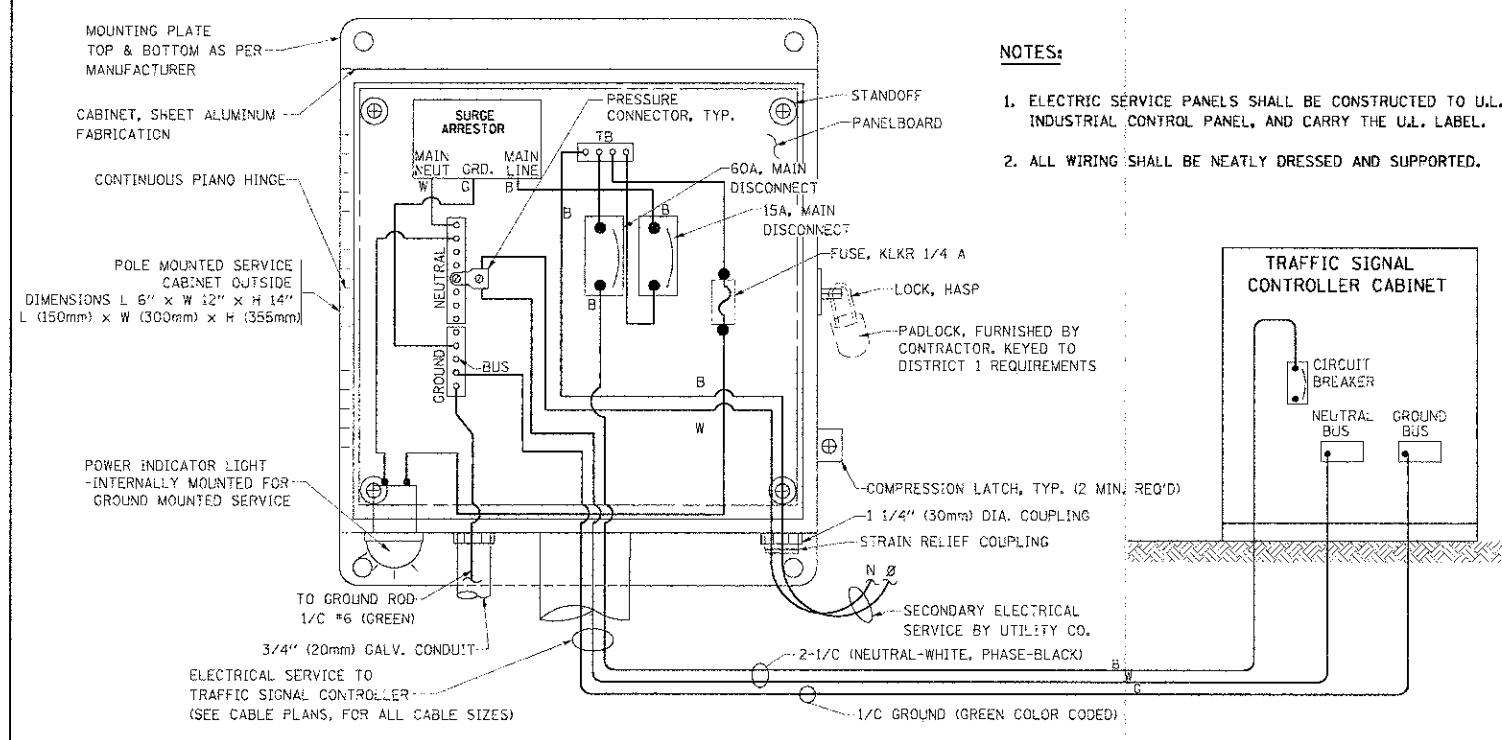 MOUNTING PLATE
TOP & BOTTOM AS PER
MANUFACTURER
CABINET, SHEET ALUMINUM
FABRICATION
CONTINUOUS PIANO HINGE
POLE MOUNTED SERVICE
CABINET OUTSIDE
DIMENSIONS L 6" x W 12" x H 14"
L (150mm) x W (300mm) x H (355mm)
POWER INDICATOR LIGHT
-INTERNALLY MOUNTED FOR
GROUND MOUNTED SERVICE
SURGE
ARRESTOR
MAIN
NEUT
GRD.
MAIN
LINE
W
G
B
PRESSURE
CONNECTOR, TYP.
TB
STANDOFF
PANELBOARD
60A, MAIN
DISCONNECT
15A, MAIN
DISCONNECT
B
B
B
FUSE, KLKR 1/4 A
NEUTRAL
GROUND
BUS
LOCK, HASP
PADLOCK, FURNISHED BY
CONTRACTOR. KEYED TO
DISTRICT 1 REQUIREMENTS
B
W
COMPRESSION LATCH, TYP. (2 MIN. REQ'D)
1 1/4" (30mm) DIA. COUPLING
STRAIN RELIEF COUPLING
N Ø
SECONDARY ELECTRICAL
SERVICE BY UTILITY CO.
TO GROUND ROD
1/C #6 (GREEN)
3/4" (20mm) GALV. CONDUIT
ELECTRICAL SERVICE TO
TRAFFIC SIGNAL CONTROLLER
(SEE CABLE PLANS, FOR ALL CABLE SIZES)
2-1/C (NEUTRAL-WHITE, PHASE-BLACK)
1/C GROUND (GREEN COLOR CODED)
B
W
G
NOTES:
1. ELECTRIC SERVICE PANELS SHALL BE CONSTRUCTED TO U.L.
INDUSTRIAL CONTROL PANEL, AND CARRY THE U.L. LABEL.
2. ALL WIRING SHALL BE NEATLY DRESSED AND SUPPORTED.
TRAFFIC SIGNAL
CONTROLLER CABINET
CIRCUIT
BREAKER
NEUTRAL
BUS
GROUND
BUS